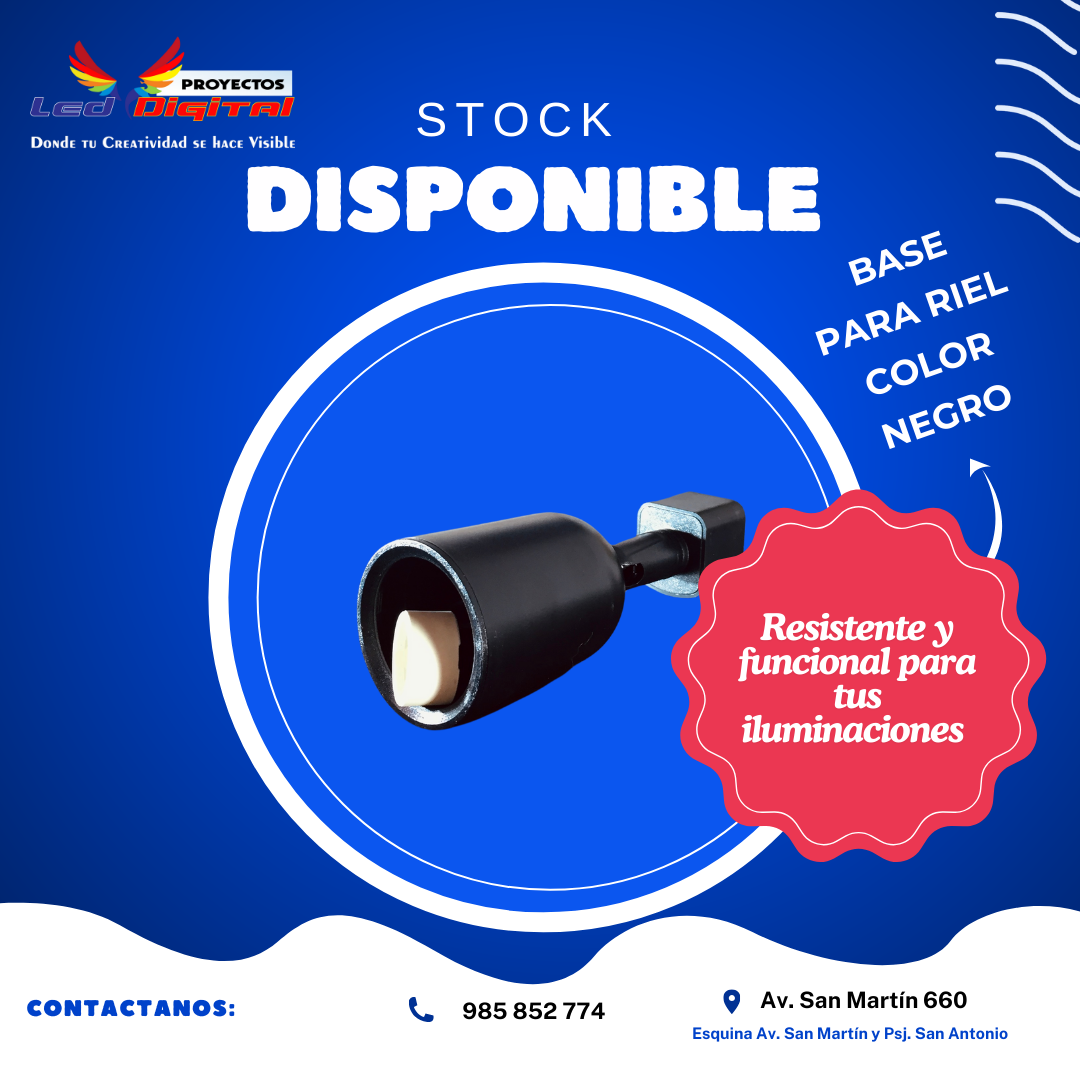 PROYECTOS
Led Digital
Donde tu Creatividad se hace Visible
STOCK
DISPONIBLE
BASE
PARA RIEL
COLOR
NEGRO
Resistente y
funcional para
tus
iluminaciones
CONTACTANOS:
985 852 774
Av. San Martín 660
Esquina Av. San Martín y Psj. San Antonio